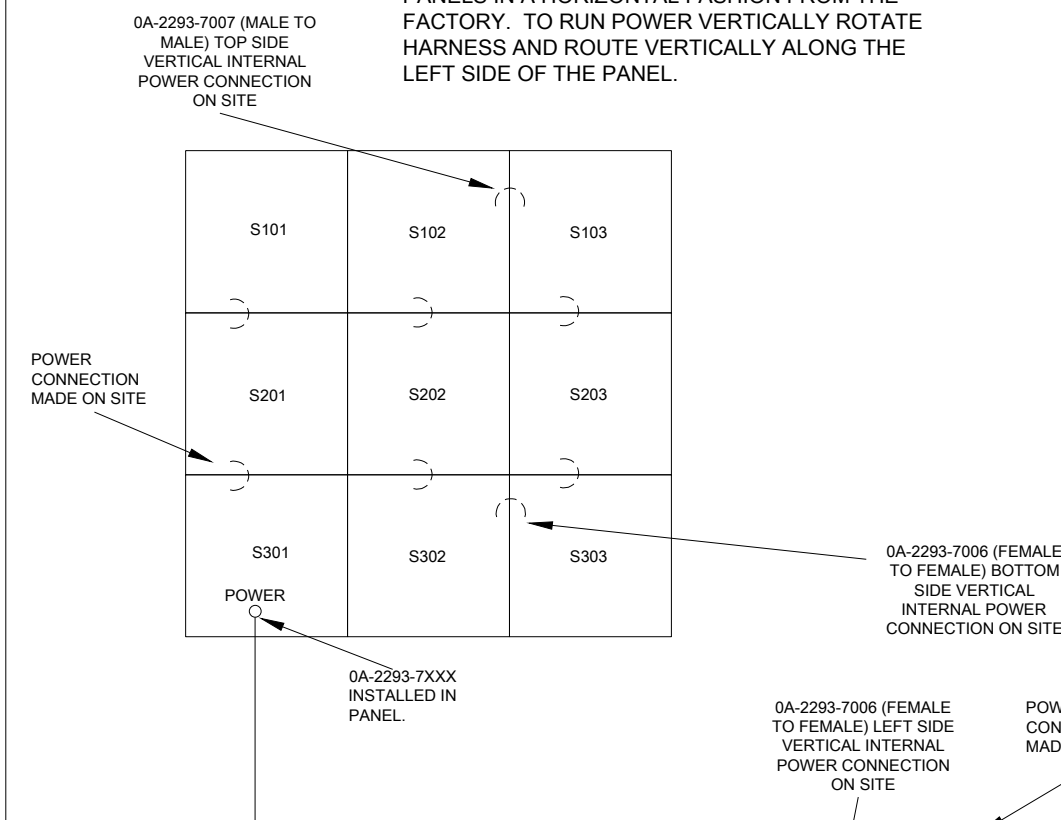 PANELS IN A HORIZONTAL FASHION FROM THE
FACTORY.  TO RUN POWER VERTICALLY ROTATE
HARNESS AND ROUTE VERTICALLY ALONG THE
LEFT SIDE OF THE PANEL.
0A-2293-7007 (MALE TO
MALE) TOP SIDE
VERTICAL INTERNAL
POWER CONNECTION
ON SITE
S101
S102
S103
POWER
CONNECTION
MADE ON SITE
S201
S202
S203
S301
S302
S303
POWER
0A-2293-7006 (FEMALE
TO FEMALE) BOTTOM
SIDE VERTICAL
INTERNAL POWER
CONNECTION ON SITE
0A-2293-7XXX
INSTALLED IN
PANEL.
0A-2293-7006 (FEMALE
TO FEMALE) LEFT SIDE
VERTICAL INTERNAL
POWER CONNECTION
ON SITE
POW
CON
MAD